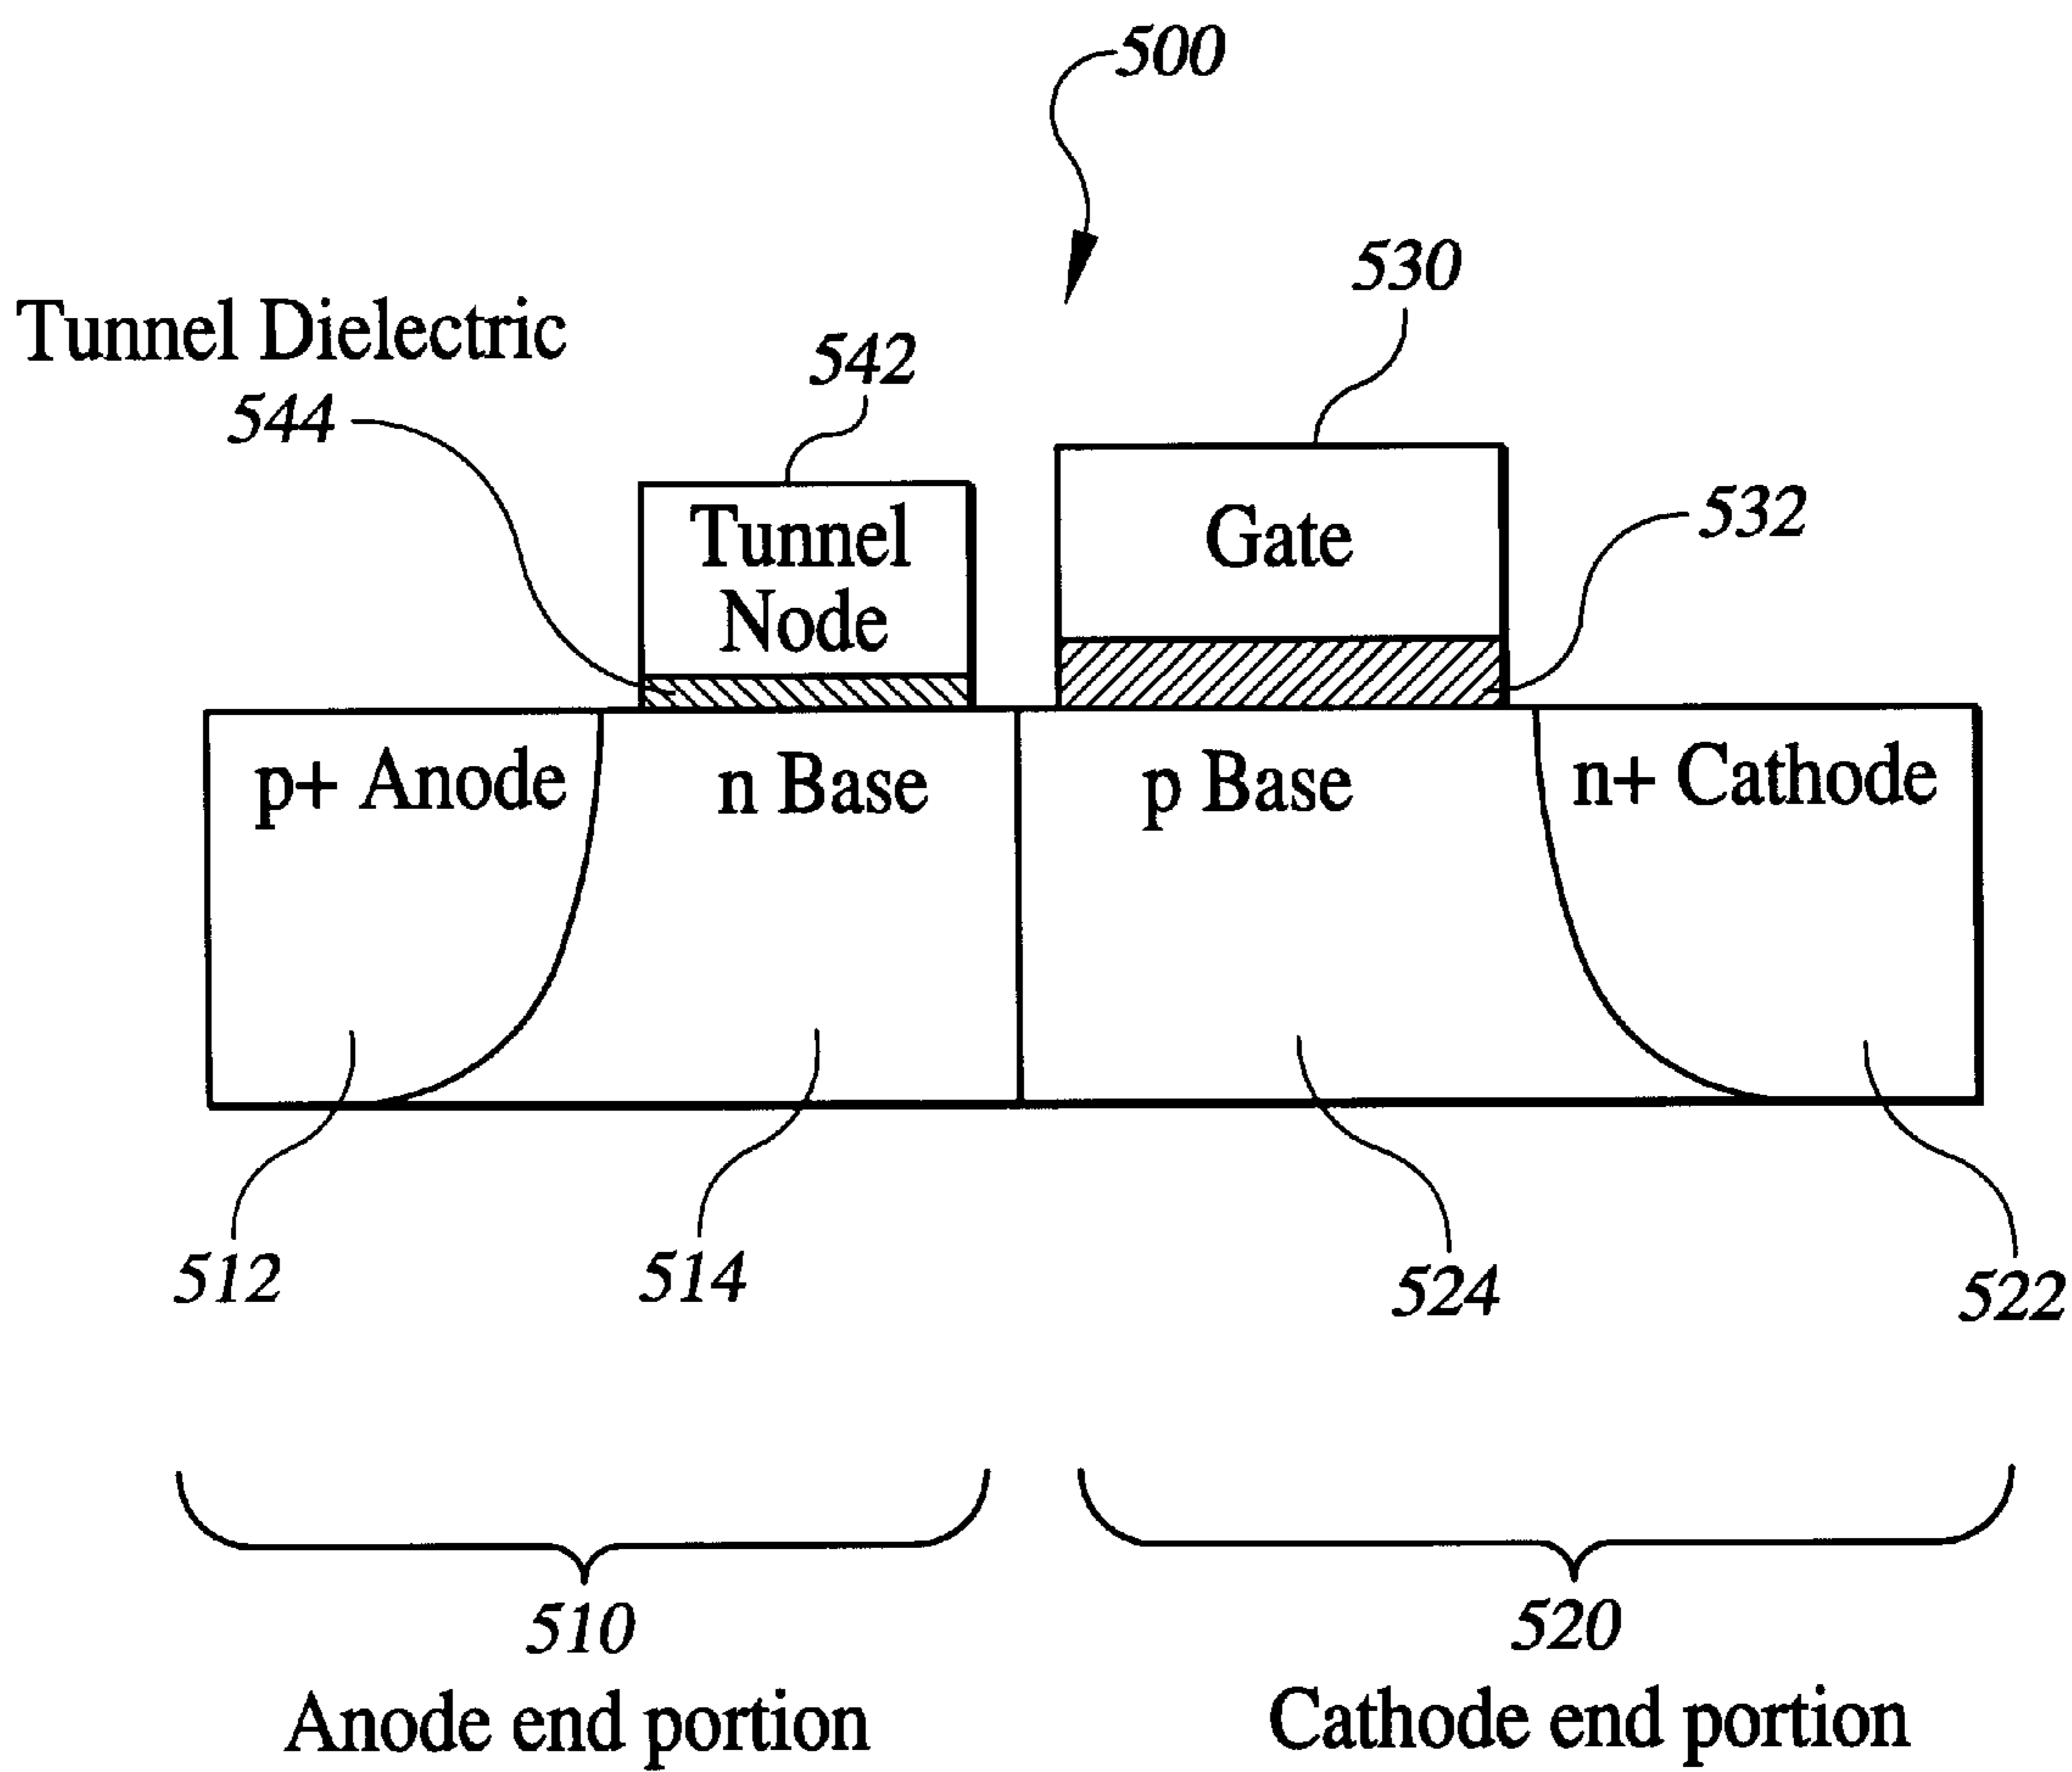 500
530
Tunnel Dielectric
542
544
532
Tunnel
Node
Gate
p+ Anode
n Base
p Base
n+ Cathode
512
514
524
522
510
520
Anode end portion
Cathode end portion